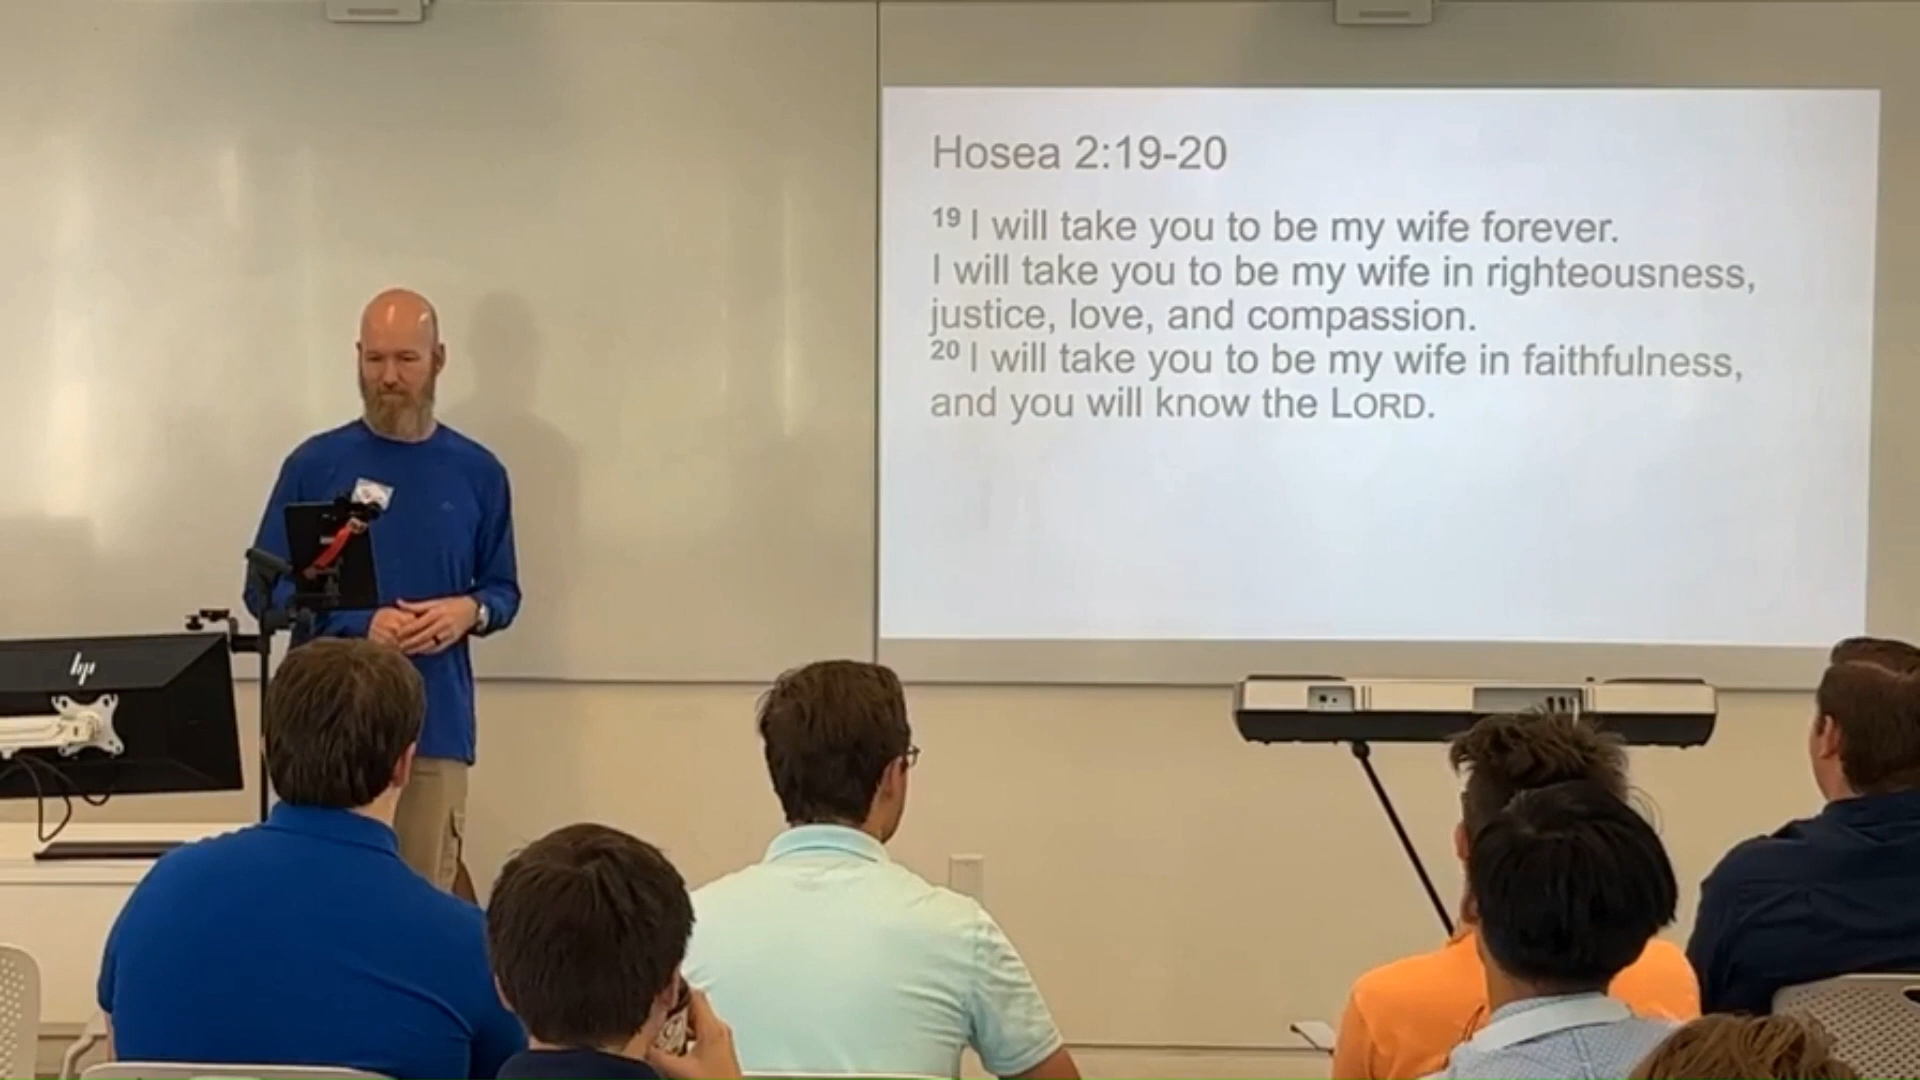 Hosea 2:19-20
19 I will take you to be my wife forever.
I will take you to be my wife in righteousness,
justice, love, and compassion.
20 I will take you to be my wife in faithfulness,
and you will know the LORD.
hp